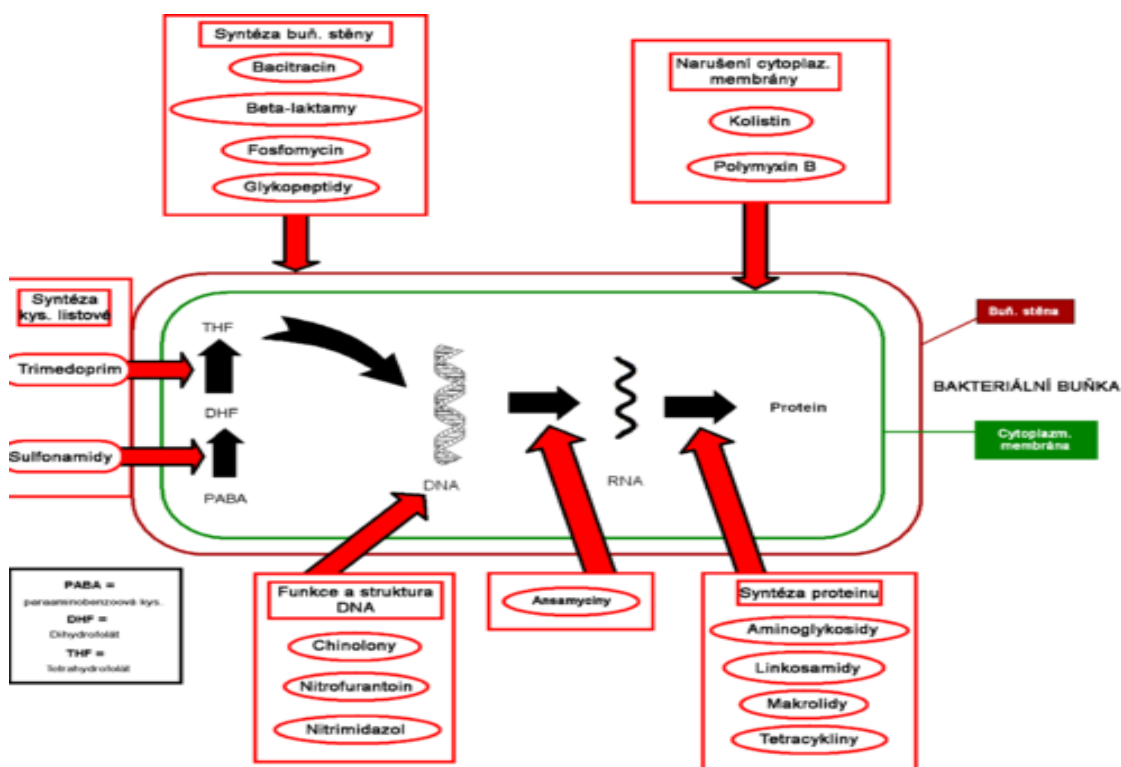 Syntéza buň. stěny
Bacitracin
Beta-laktamy
Fosfomycin
Glykopeptidy
Narušení cytoplaz.
membrány
Kolistin
Polymyxin B
Syntéza
kys. listové
Trimedoprim
Sulfonamidy
THF
DHF
PABA
DNA
RNA
Protein
Buň. stěna
BAKTERIÁLNÍ BUŇKA
Cytoplazm.
membrána
PABA =
paraaminobenzoová kys.
DHF =
Dihydrofolát
THF =
Tetrahydrofolát
Funkce a struktura
DNA
Chinolony
Nitrofurantoin
Nitrimidazol
Ansamyciny
Syntéza proteinu
Aminoglykosidy
Linkosamidy
Makrolidy
Tetracykliny